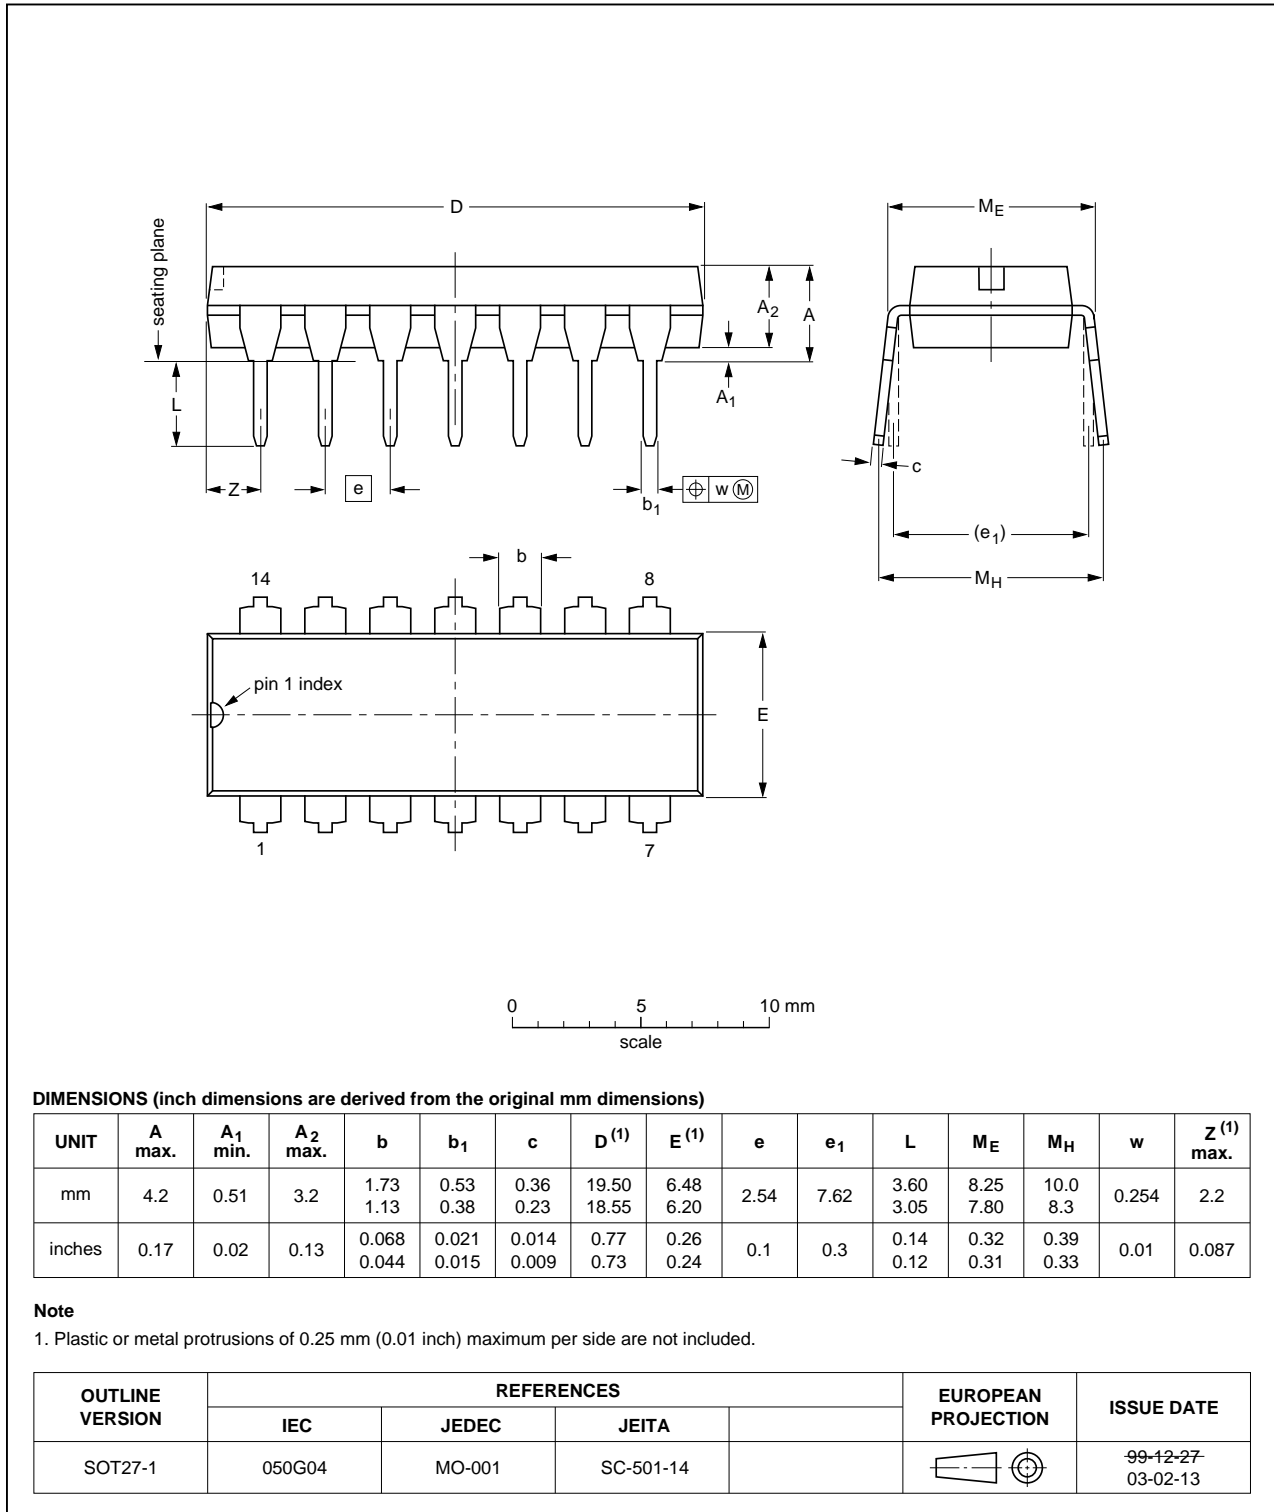 D
ME
seating plane
A2
A
A1
L
c
Z
e
b1
w M
(e1)
MH
b
14
8
pin 1 index
E
1
7
0
5
10 mm
scale
DIMENSIONS (inch dimensions are derived from the original mm dimensions)
UNIT A max. A1 min. A2 max. b b1 c D(1) E(1) e e1 L ME MH w Z(1) max.
mm 4.2 0.51 3.2 1.73 1.13 0.53 0.38 0.36 0.23 19.50 18.55 6.48 6.20 2.54 7.62 3.60 3.05 8.25 7.80 10.0 8.3 0.254 2.2
inches 0.17 0.02 0.13 0.068 0.044 0.021 0.015 0.014 0.009 0.77 0.73 0.26 0.24 0.1 0.3 0.14 0.12 0.32 0.31 0.39 0.33 0.01 0.087
Note
1. Plastic or metal protrusions of 0.25 mm (0.01 inch) maximum per side are not included.
OUTLINE VERSION REFERENCES EUROPEAN PROJECTION ISSUE DATE
IEC JEDEC JEITA
SOT27-1 050G04 MO-001 SC-501-14 99-12-27
03-02-13